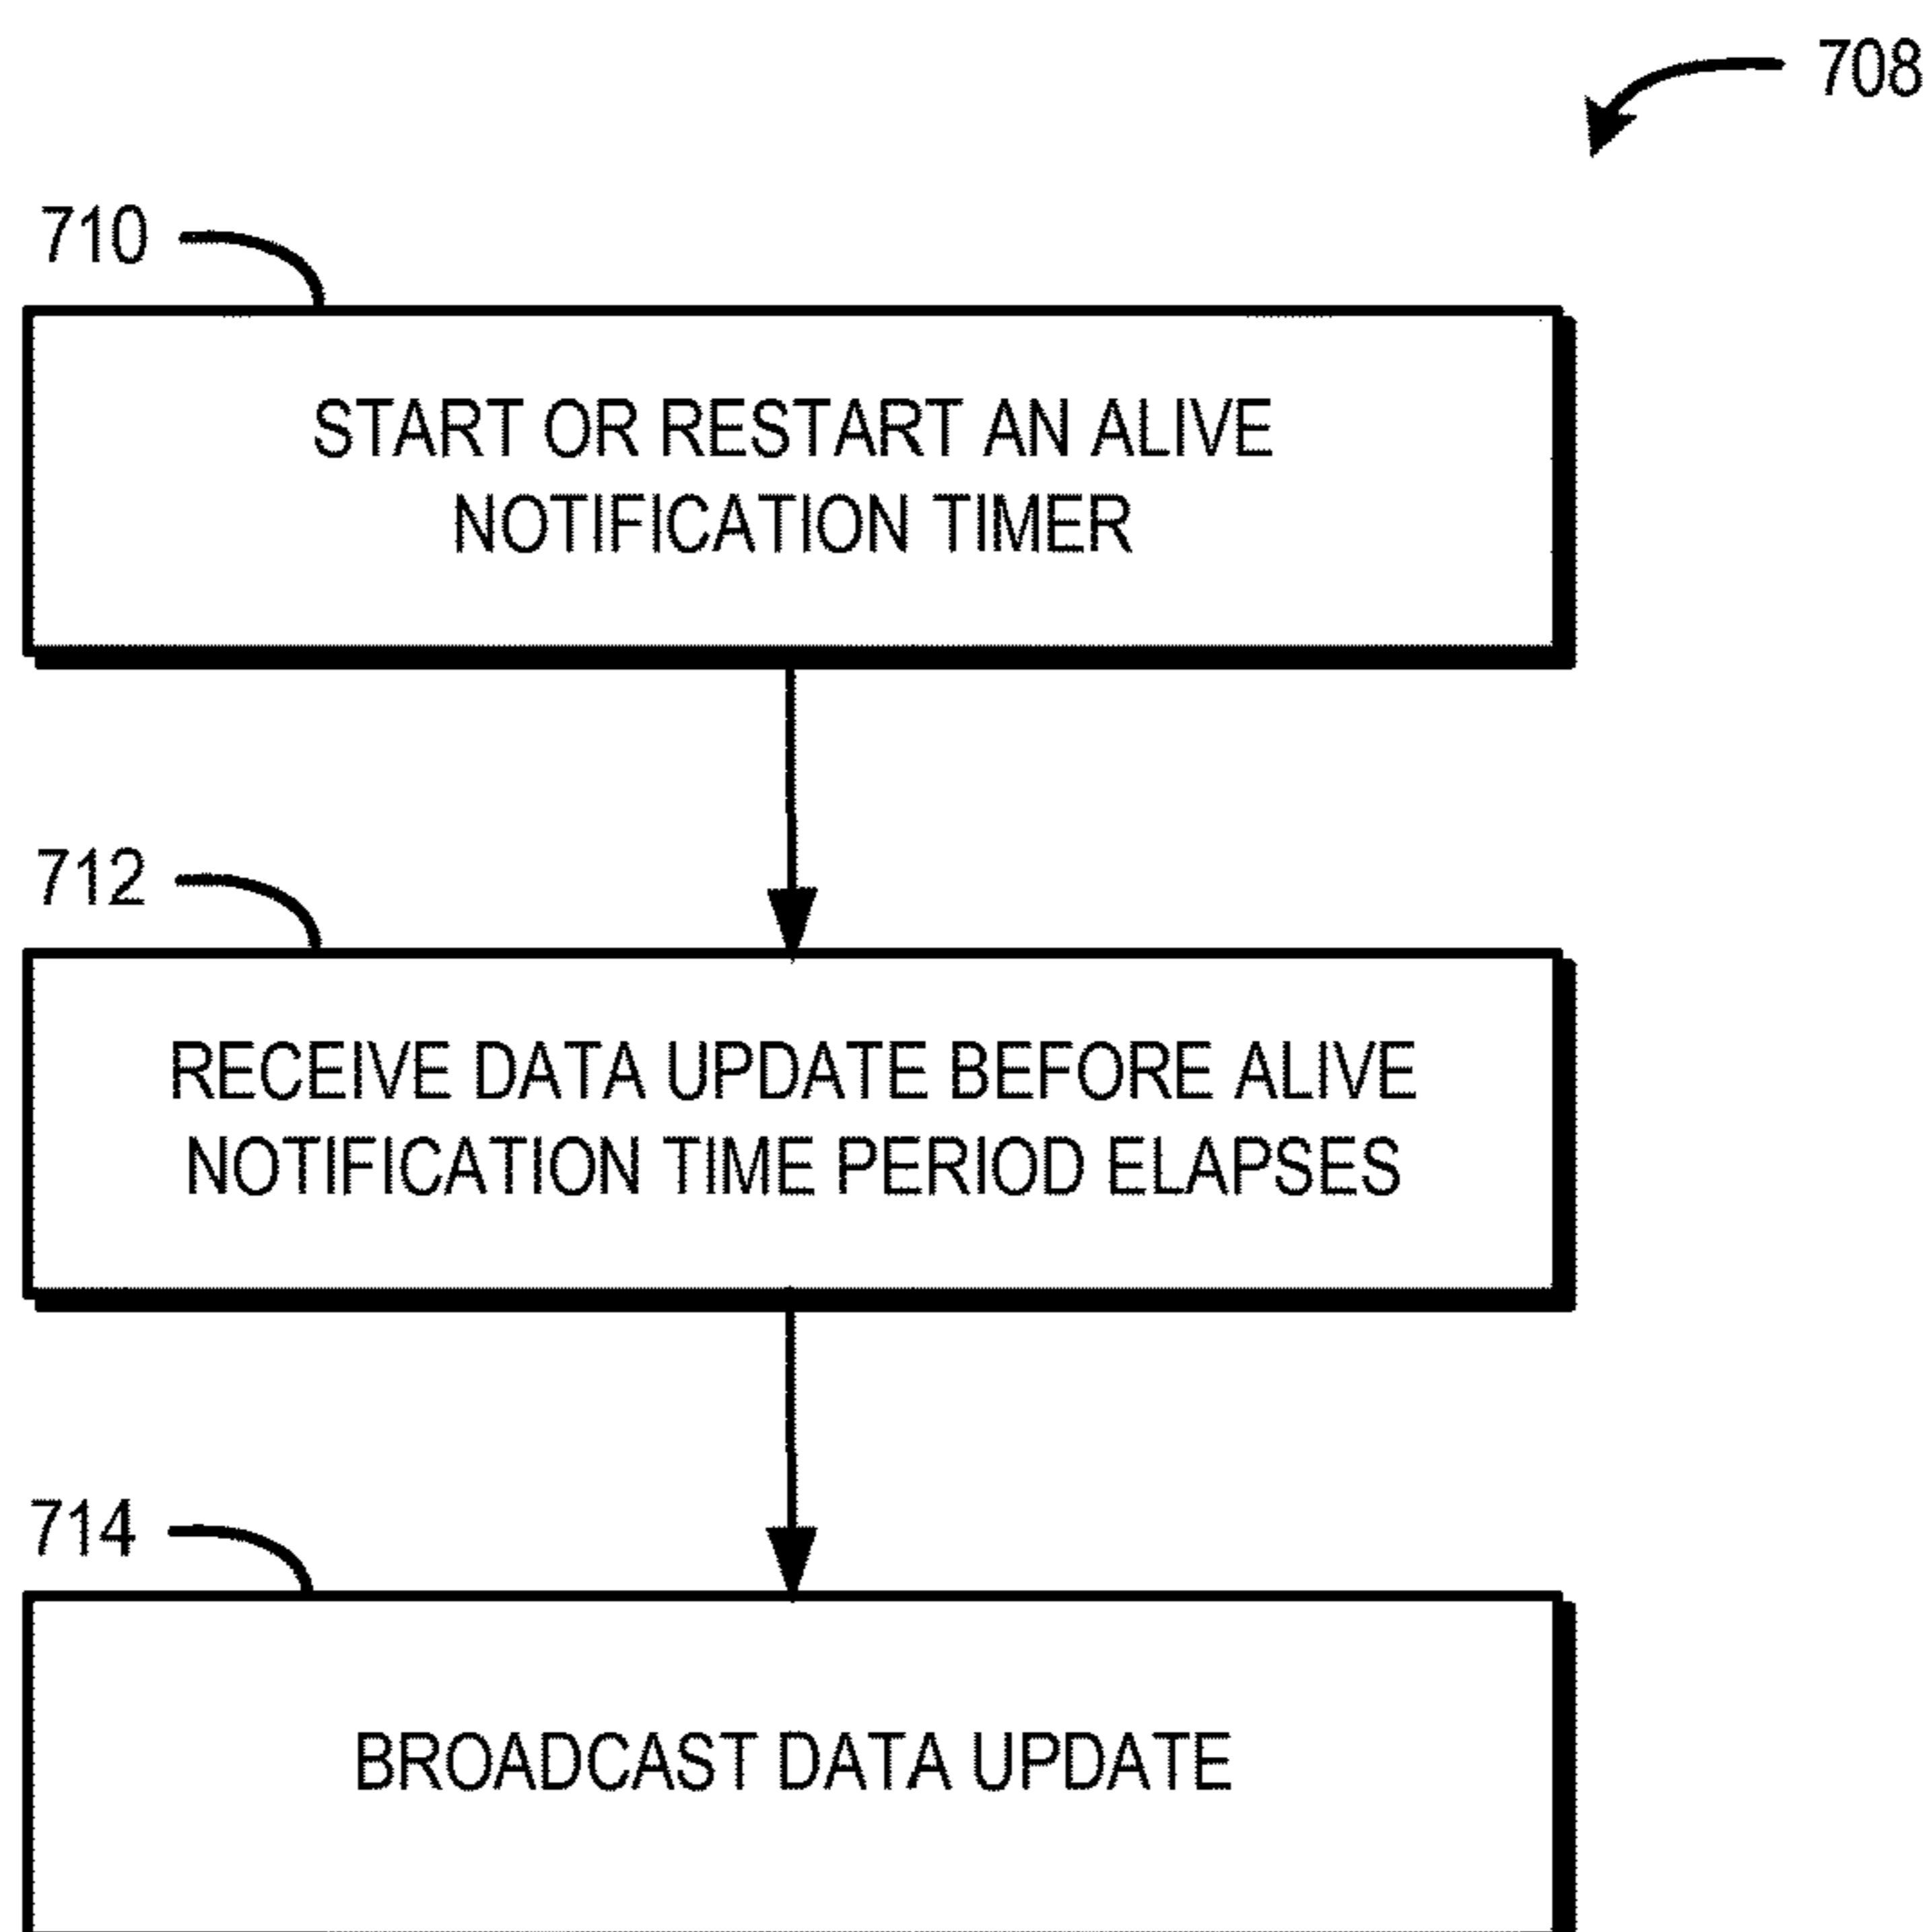 708
710
START OR RESTART AN ALIVE
NOTIFICATION TIMER
712
RECEIVE DATA UPDATE BEFORE ALIVE
NOTIFICATION TIME PERIOD ELAPSES
714
BROADCAST DATA UPDATE